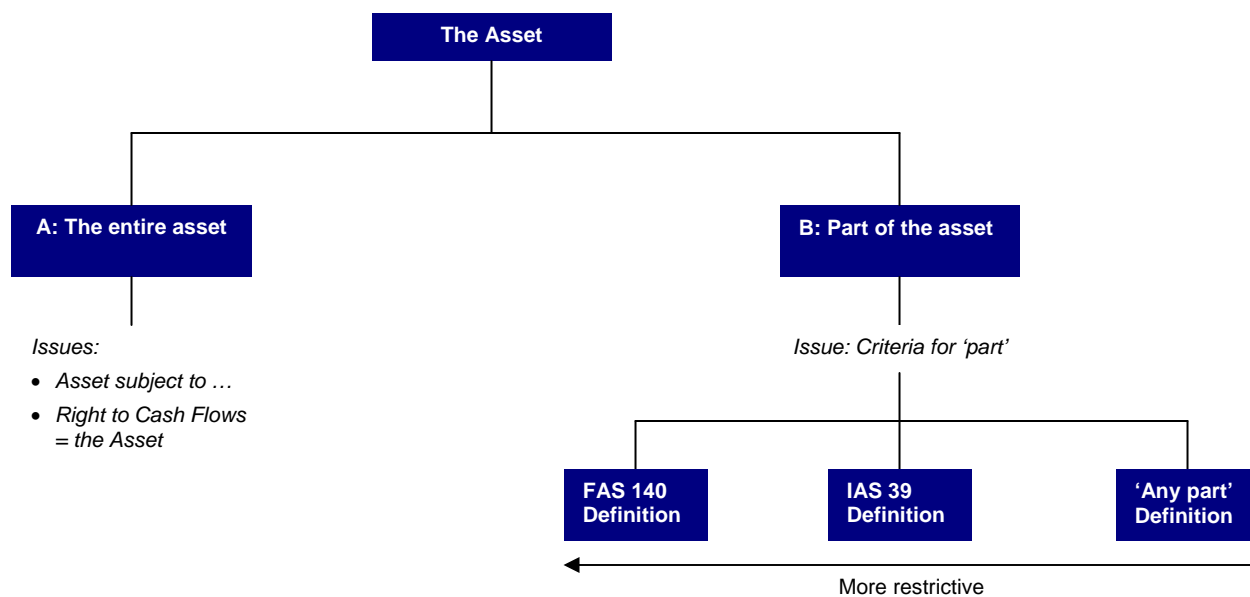 The Asset
A: The entire asset
B: Part of the asset
Issues:
• Asset subject to …
• Right to Cash Flows
= the Asset
Issue: Criteria for ‘part’
FAS 140
Definition
IAS 39
Definition
‘Any part’
Definition
More restrictive